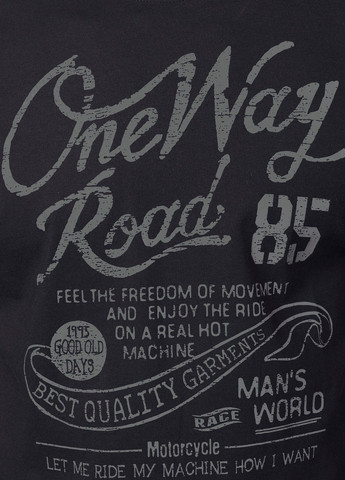 One Way
Road 85
FEEL THE FREEDOM OF MOVEMENT
AND ENJOY THE RIDE
ON A REAL HOT
MACHINE
1993
GOOD OLD
DAYS
BEST QUALITY GARMENTS
MAN'S
WORLD
RACE
Motorcycle
LET ME RIDE MY MACHINE HOW I WANT